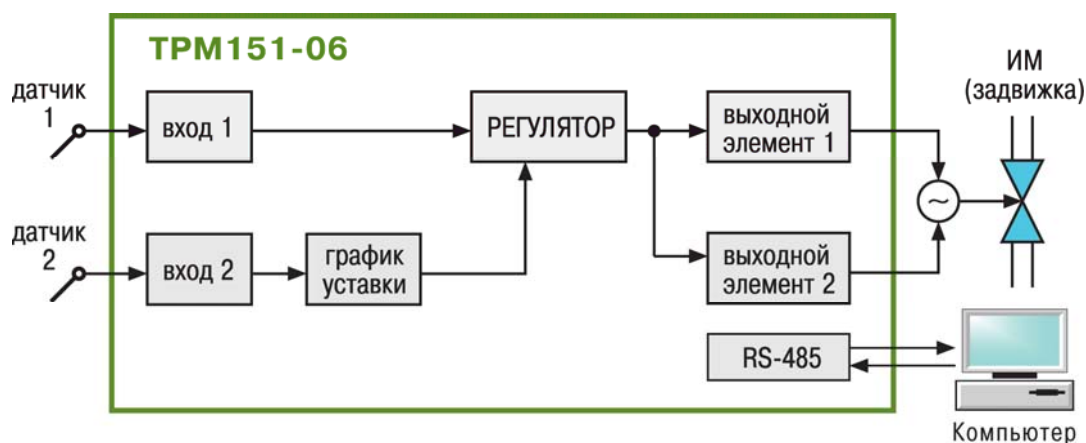 ТРМ151-06
ИМ
(задвижка)
датчик
1
вход 1
РЕГУЛЯТОР
выходной
элемент 1
~
датчик
2
вход 2
график
уставки
выходной
элемент 2
RS-485
Компьютер